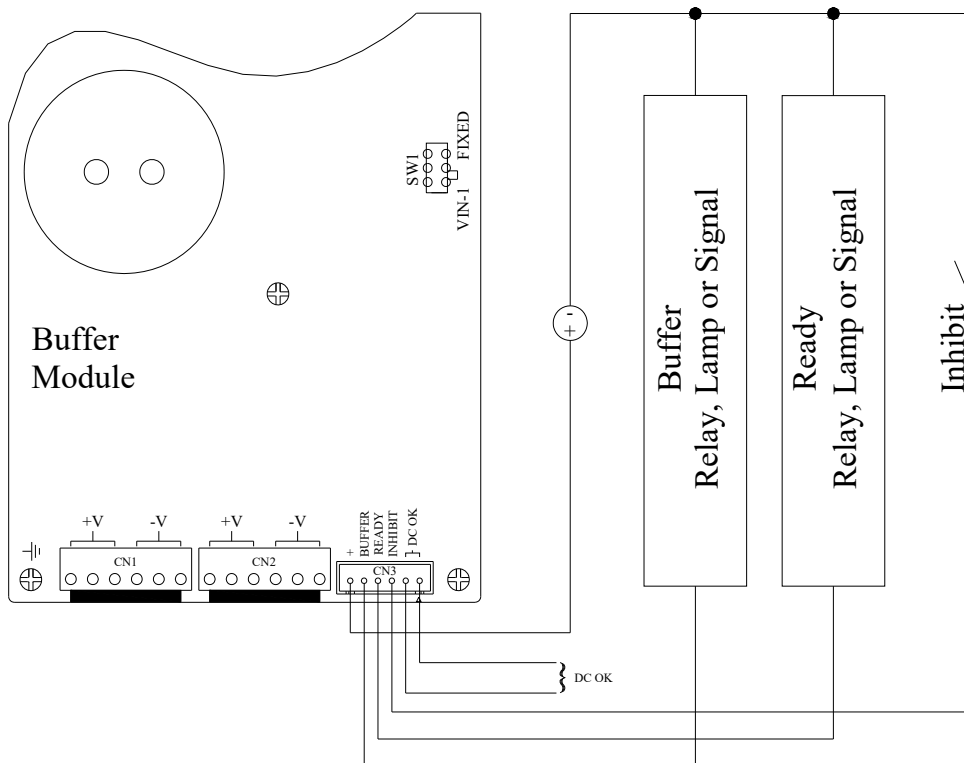 SW1
FIXED
VIN-1
Buffer
Module
-
+
Buffer
Relay, Lamp or Signal
Ready
Relay, Lamp or Signal
Inhibit
+V
-V
+V
-V
+
BUFFER
READY
INHIBIT
} DC OK
CN1
CN2
CN3
DC OK